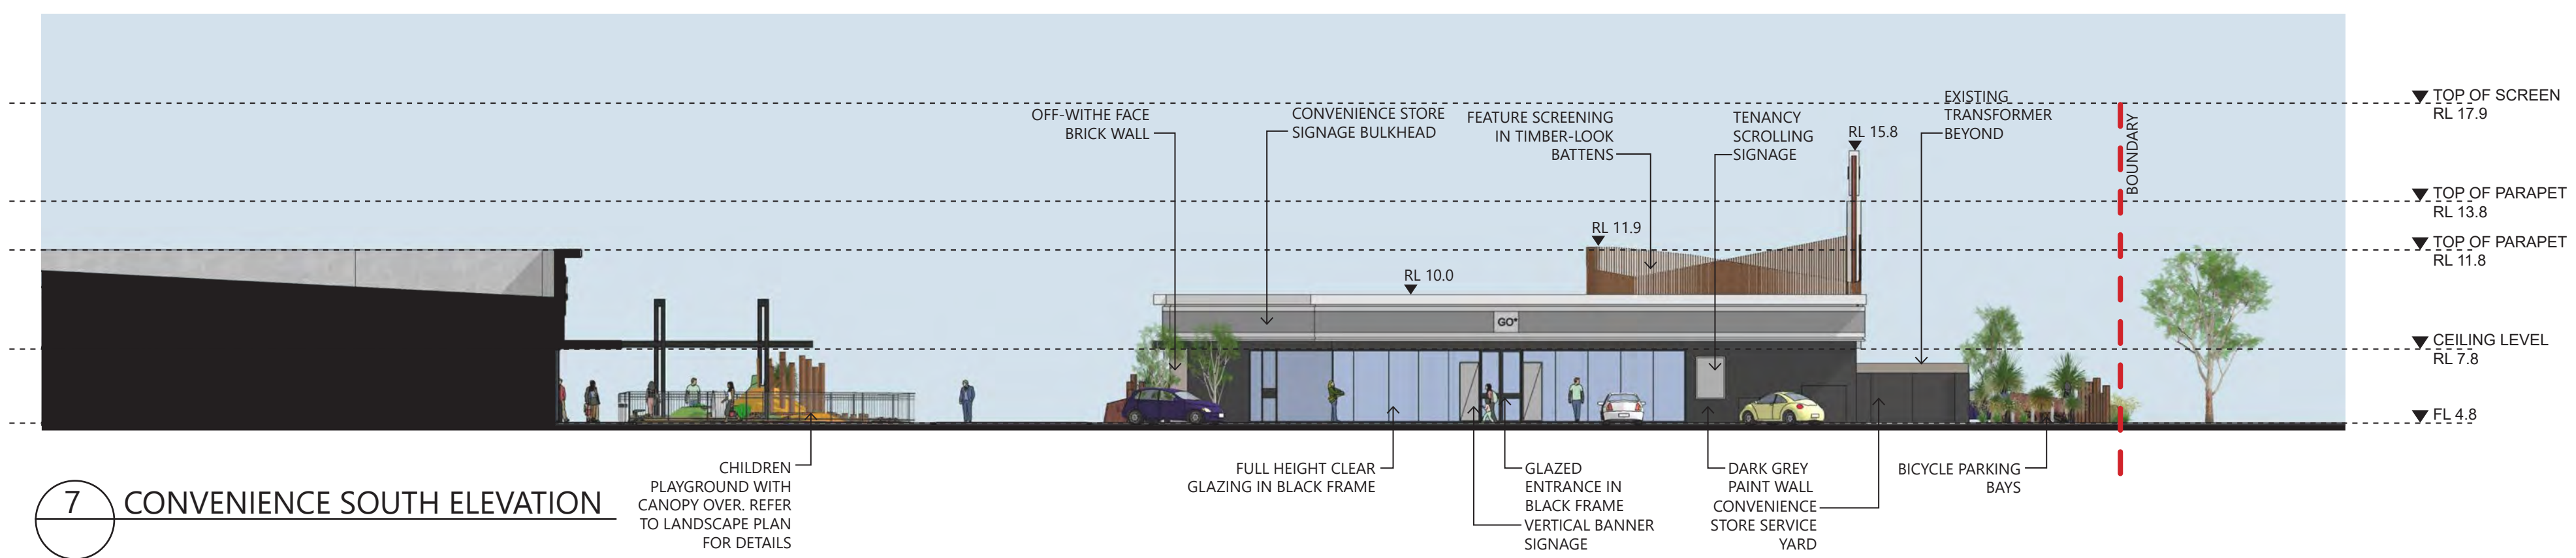 OFF-WITHE FACE
BRICK WALL
CONVENIENCE STORE
SIGNAGE BULKHEAD
FEATURE SCREENING
IN TIMBER-LOOK
BATTENS
TENANCY
SCROLLING
SIGNAGE
RL 15.8
EXISTING
TRANSFORMER
BEYOND
BOUNDARY
TOP OF SCREEN
RL 17.9
TOP OF PARAPET
RL 13.8
TOP OF PARAPET
RL 11.8
CEILING LEVEL
RL 7.8
FL 4.8
RL 11.9
RL 10.0
GO+
7
CONVENIENCE SOUTH ELEVATION
CHILDREN
PLAYGROUND WITH
CANOPY OVER. REFER
TO LANDSCAPE PLAN
FOR DETAILS
FULL HEIGHT CLEAR
GLAZING IN BLACK FRAME
GLAZED
ENTRANCE IN
BLACK FRAME
VERTICAL BANNER
SIGNAGE
DARK GREY
PAINT WALL
CONVENIENCE
STORE SERVICE
YARD
BICYCLE PARKING
BAYS